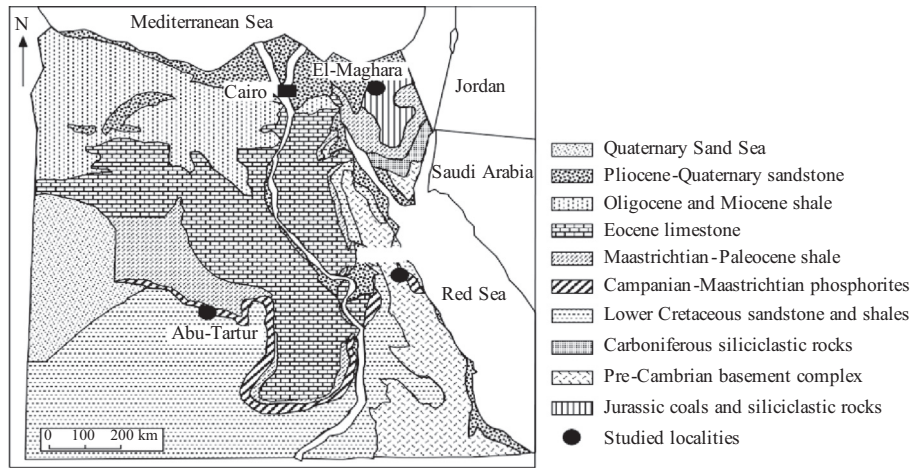 Mediterranean Sea
N
El-Maghara
Cairo
Jordan
Saudi Arabia
Red Sea
Abu-Tartur
0 100 200 km
Quaternary Sand Sea
Pliocene-Quaternary sandstone
Oligocene and Miocene shale
Eocene limestone
Maastrichtian-Paleocene shale
Campanian-Maastrichtian phosphorites
Lower Cretaceous sandstone and shales
Carboniferous siliciclastic rocks
Pre-Cambrian basement complex
Jurassic coals and siliciclastic rocks
Studied localities